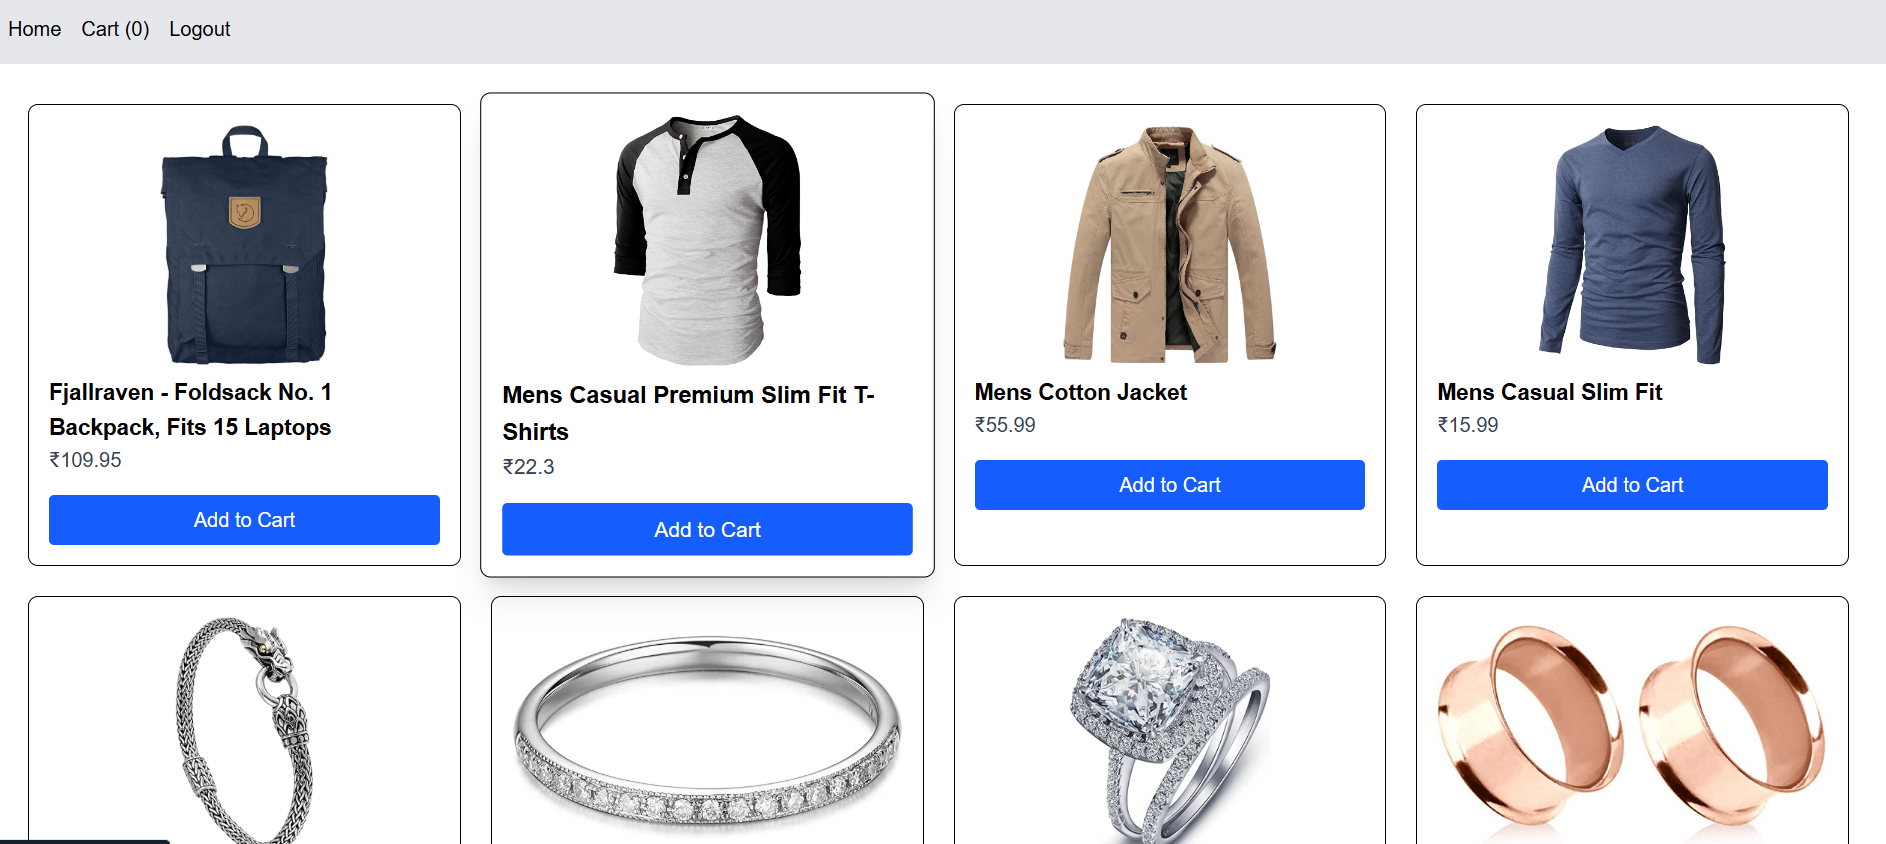 Home Cart (0) Logout
Fjallraven - Foldsack No. 1
Backpack, Fits 15 Laptops
₹109.95
Add to Cart
Mens Casual Premium Slim Fit T-
Shirts
₹22.3
Add to Cart
Mens Cotton Jacket
₹55.99
Add to Cart
Mens Casual Slim Fit
₹15.99
Add to Cart